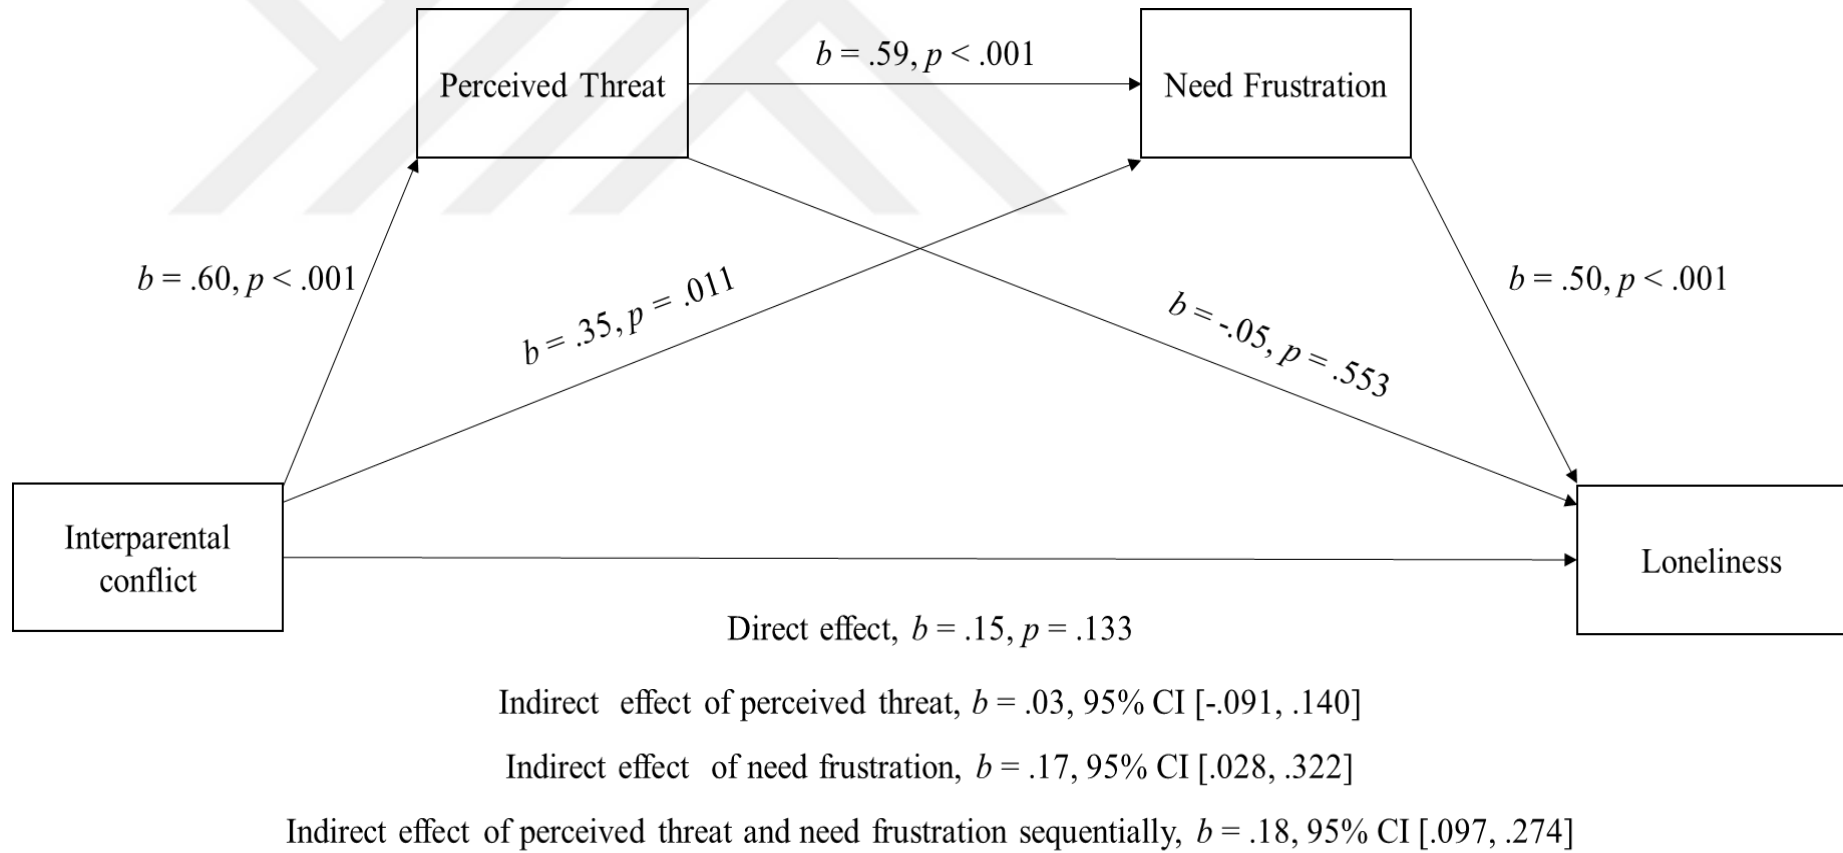 Perceived Threat
b = .59, p < .001
Need Frustration
b = .60, p < .001
b = .35, p = .011
b = -.05, p = .553
b = .50, p < .001
Interparental
conflict
Loneliness
Direct effect, b = .15, p = .133
Indirect effect of perceived threat, b = .03, 95% CI [-.091, .140]
Indirect effect of need frustration, b = .17, 95% CI [.028, .322]
Indirect effect of perceived threat and need frustration sequentially, b = .18, 95% CI [.097, .274]